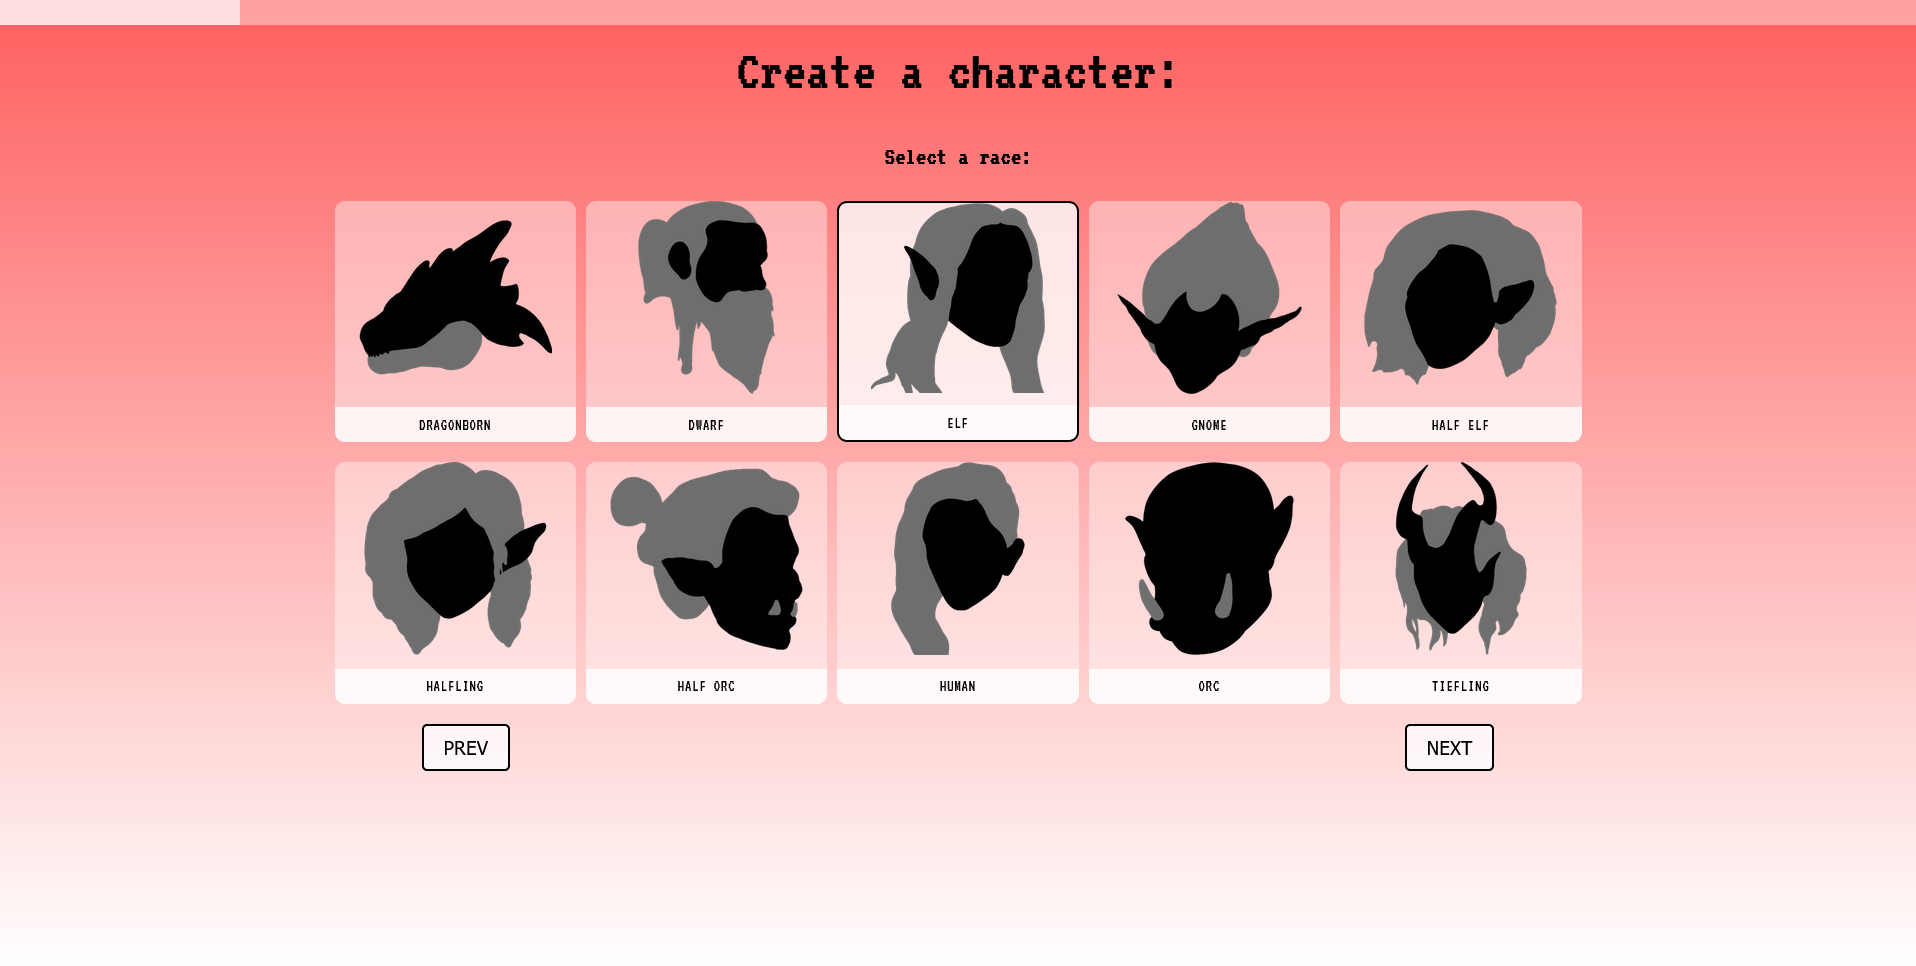 Create a character:
Select a race:
DRAGONBORN
DWARF
ELF
GNOME
HALF ELF
HALFLING
HALF ORC
HUMAN
ORC
TIEFLING
PREV
NEXT